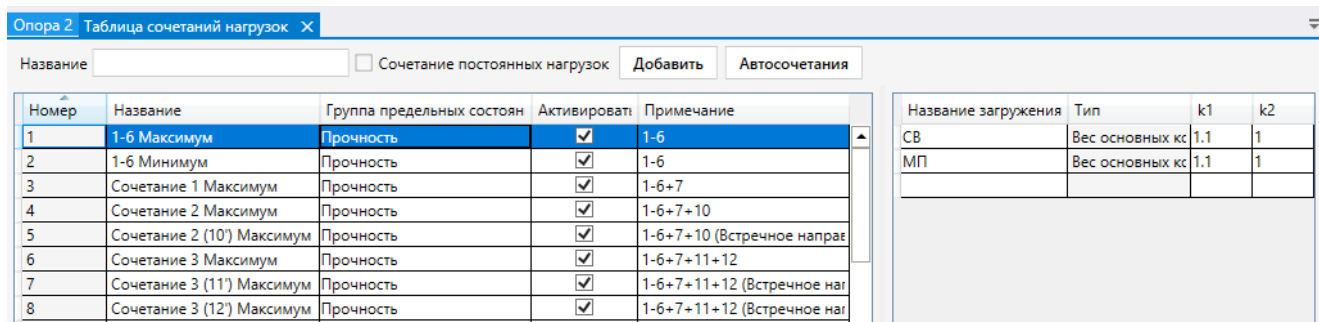 Опора 2 Таблица сочетаний нагрузок
Название Сочетание постоянных нагрузок Добавить Автосочетания
Номер Название Группа предельных состоян Активировать Примечание Название загружения Тип k1 k2
1 1-6 Максимум Прочность 1-6 СВ Вес основных кс 1.1 1
2 1-6 Минимум Прочность 1-6 МП Вес основных кс 1.1 1
3 Сочетание 1 Максимум Прочность 1-6+7
4 Сочетание 2 Максимум Прочность 1-6+7+10
5 Сочетание 2 (10') Максимум Прочность 1-6+7+10 (Встречное направ
6 Сочетание 3 Максимум Прочность 1-6+7+11+12
7 Сочетание 3 (11') Максимум Прочность 1-6+7+11+12 (Встречное наг
8 Сочетание 3 (12') Максимум Прочность 1-6+7+11+12 (Встречное наг